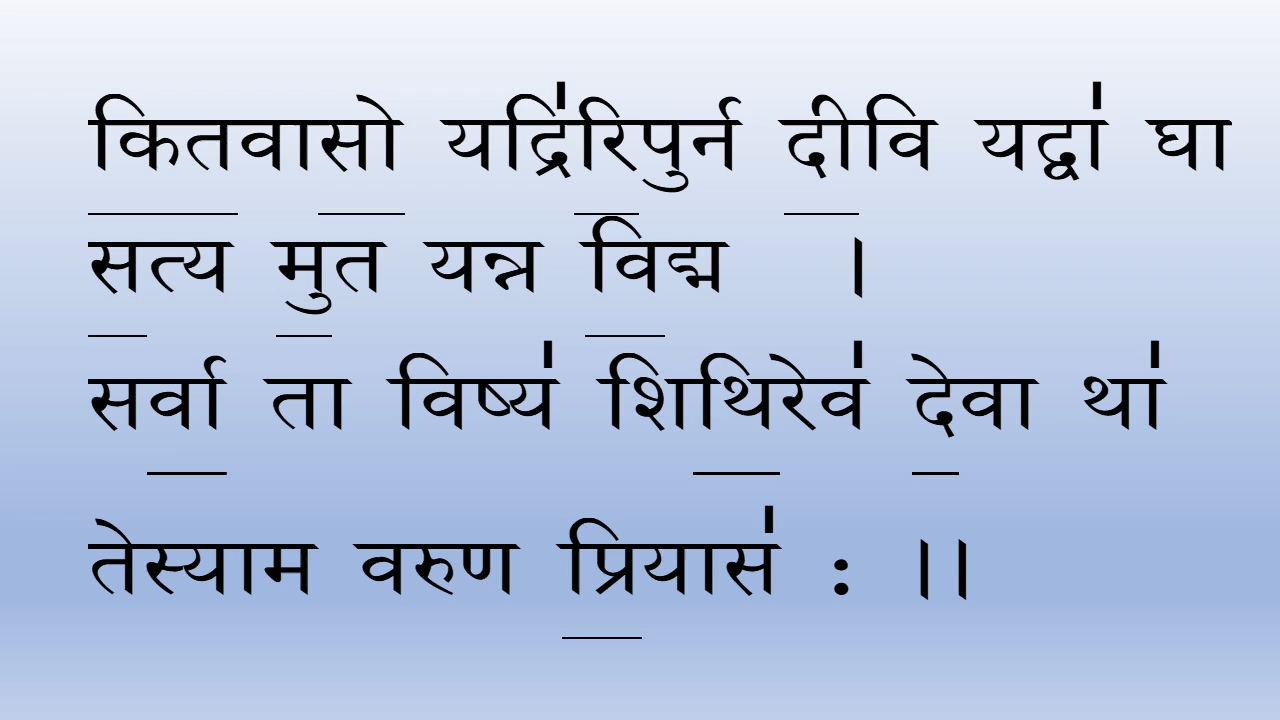 कितवासो यद्रि॑रिपुर्न दीवि यद्वा॑ घा
सत्य मुत यन्न विद्म ।
सर्वा ता विष्य॑ शिथिरेव॑ देवा था॑
तेस्याम वरुण प्रियास॑ : ।।